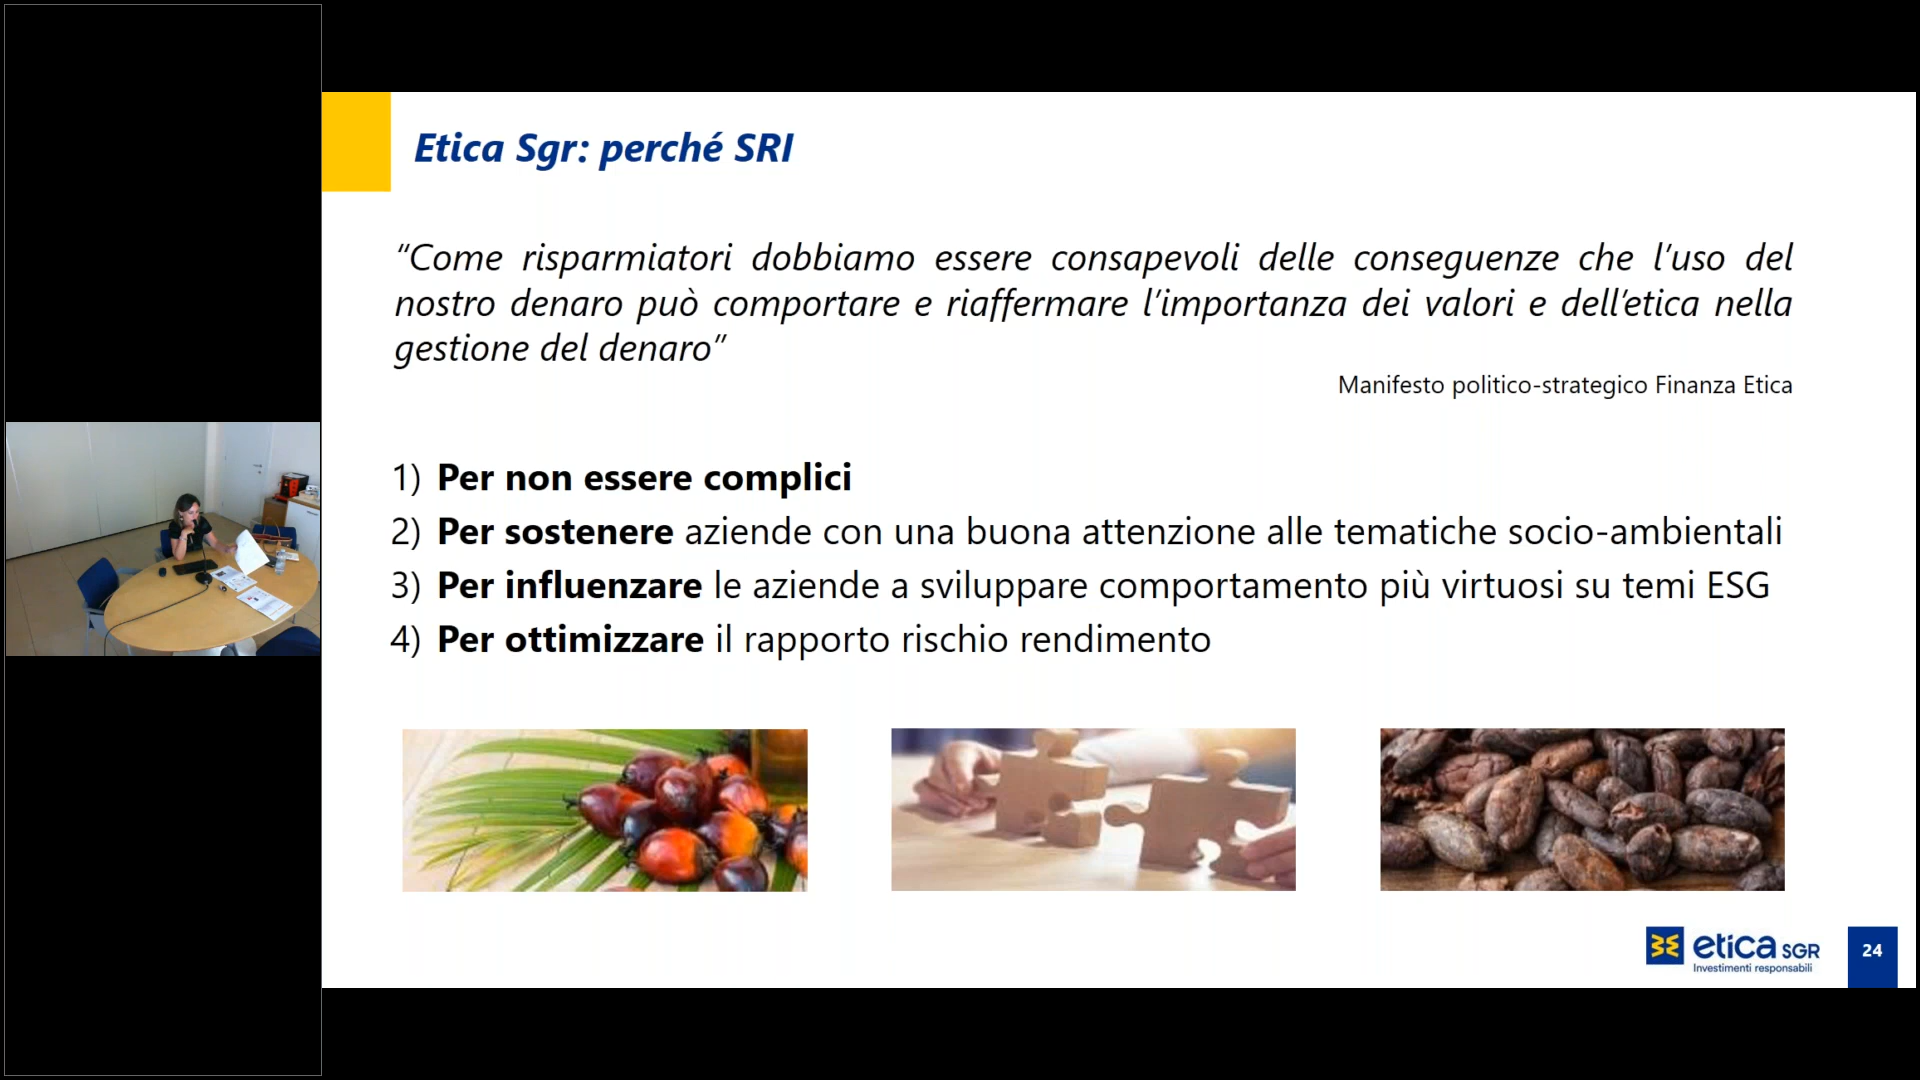 Etica Sgr: perché SRI
“Come risparmiatori dobbiamo essere consapevoli delle conseguenze che l’uso del
nostro denaro può comportare e riaffermare l’importanza dei valori e dell’etica nella
gestione del denaro”
Manifesto politico-strategico Finanza Etica
1) Per non essere complici
2) Per sostenere aziende con una buona attenzione alle tematiche socio-ambientali
3) Per influenzare le aziende a sviluppare comportamento più virtuosi su temi ESG
4) Per ottimizzare il rapporto rischio rendimento
etica SGR
Investimenti responsabili
24